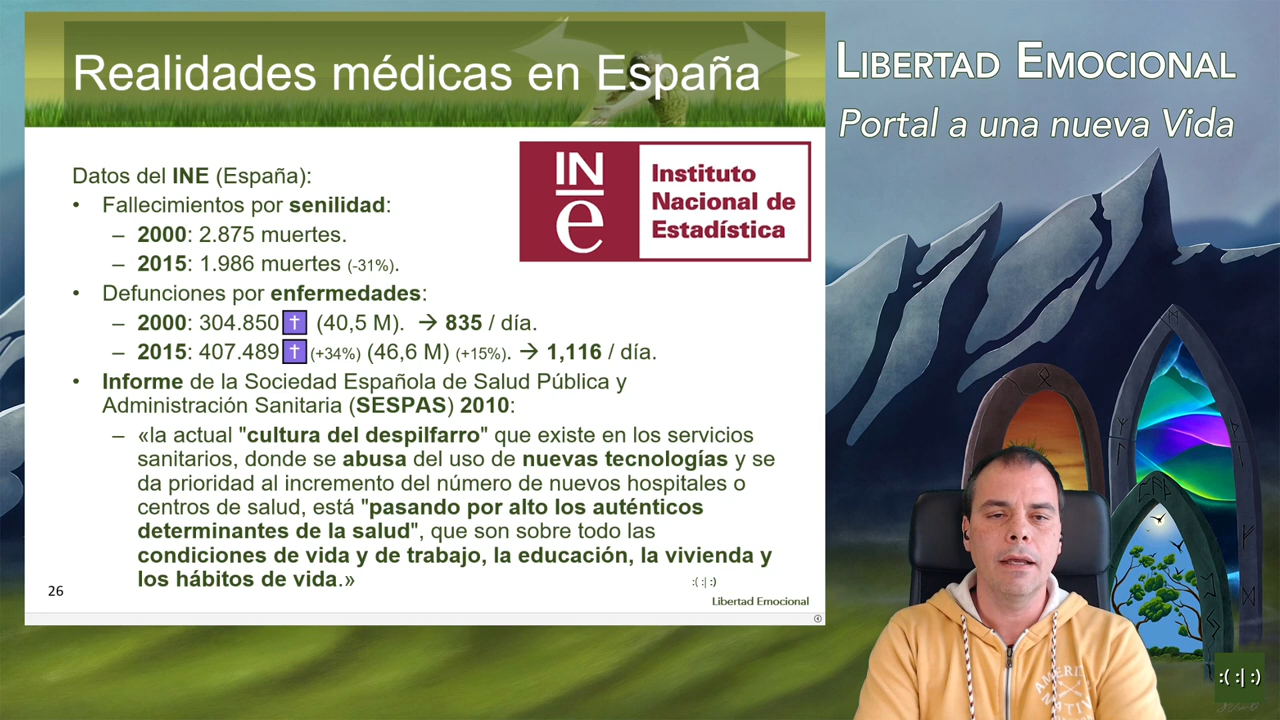 Realidades médicas en España
LIBERTAD EMOCIONAL
Portal a una nueva Vida
Datos del INE (España):
• Fallecimientos por senilidad:
– 2000: 2.875 muertes.
– 2015: 1.986 muertes (-31%).
• Defunciones por enfermedades:
– 2000: 304.850 ✝ (40,5 M). → 835 / día.
– 2015: 407.489 ✝ (+34%) (46,6 M) (+15%). → 1,116 / día.
• Informe de la Sociedad Española de Salud Pública y
Administración Sanitaria (SESPAS) 2010:
– «la actual "cultura del despilfarro" que existe en los servicios
sanitarios, donde se abusa del uso de nuevas tecnologías y se
da prioridad al incremento del número de nuevos hospitales o
centros de salud, está "pasando por alto los auténticos
determinantes de la salud", que son sobre todo las
condiciones de vida y de trabajo, la educación, la vivienda y
los hábitos de vida.»
INe
Instituto
Nacional de
Estadística
26
:( :| :)
Libertad Emocional
NATIVE
:( :| :)